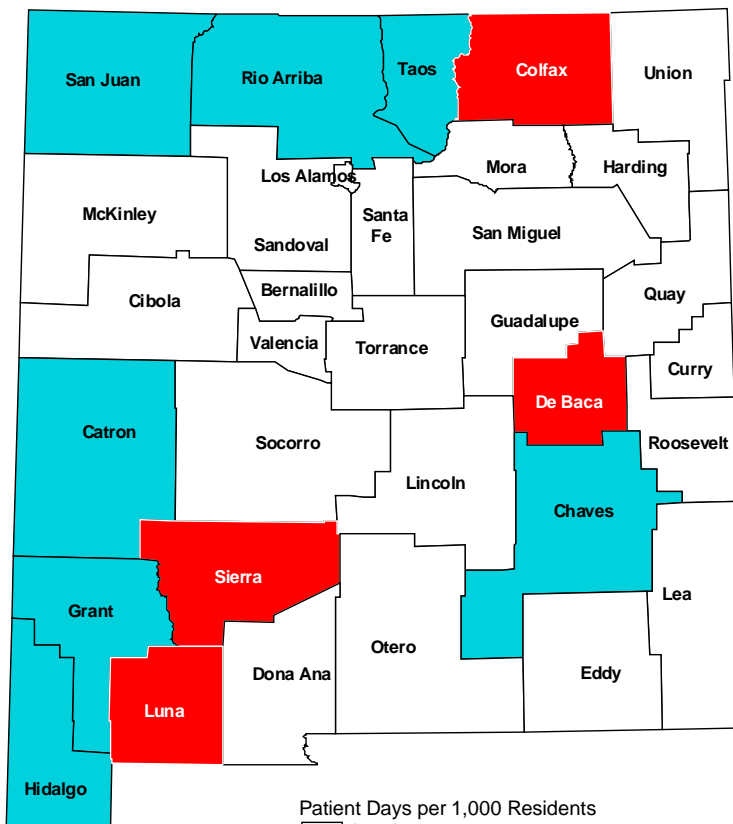 San Juan
Rio Arriba
Taos
Colfax
Union
Los Alamos
Mora
Harding
McKinley
Santa
Fe
San Miguel
Sandoval
Cibola
Bernalillo
Guadalupe
Quay
Valencia
Torrance
Curry
De Baca
Catron
Socorro
Roosevelt
Lincoln
Chaves
Sierra
Grant
Lea
Otero
Dona Ana
Eddy
Luna
Hidalgo
Patient Days per 1,000 Residents